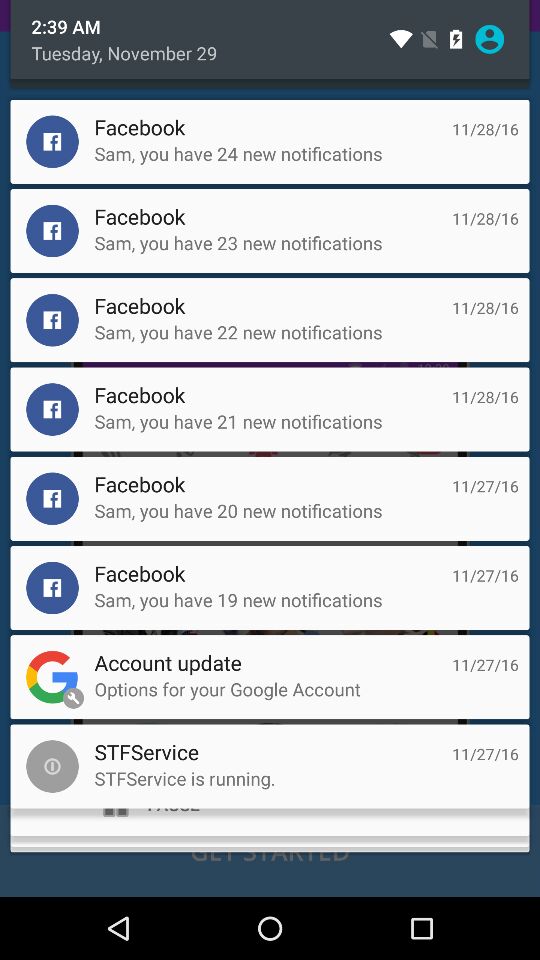 2:39 AM
Tuesday, November 29
Facebook 11/28/16
Sam, you have 24 new notifications
Facebook 11/28/16
Sam, you have 23 new notifications
Facebook 11/28/16
Sam, you have 22 new notifications
Facebook 11/28/16
Sam, you have 21 new notifications
Facebook 11/27/16
Sam, you have 20 new notifications
Facebook 11/27/16
Sam, you have 19 new notifications
Account update 11/27/16
Options for your Google Account
STFService 11/27/16
STFService is running.
GET STARTED